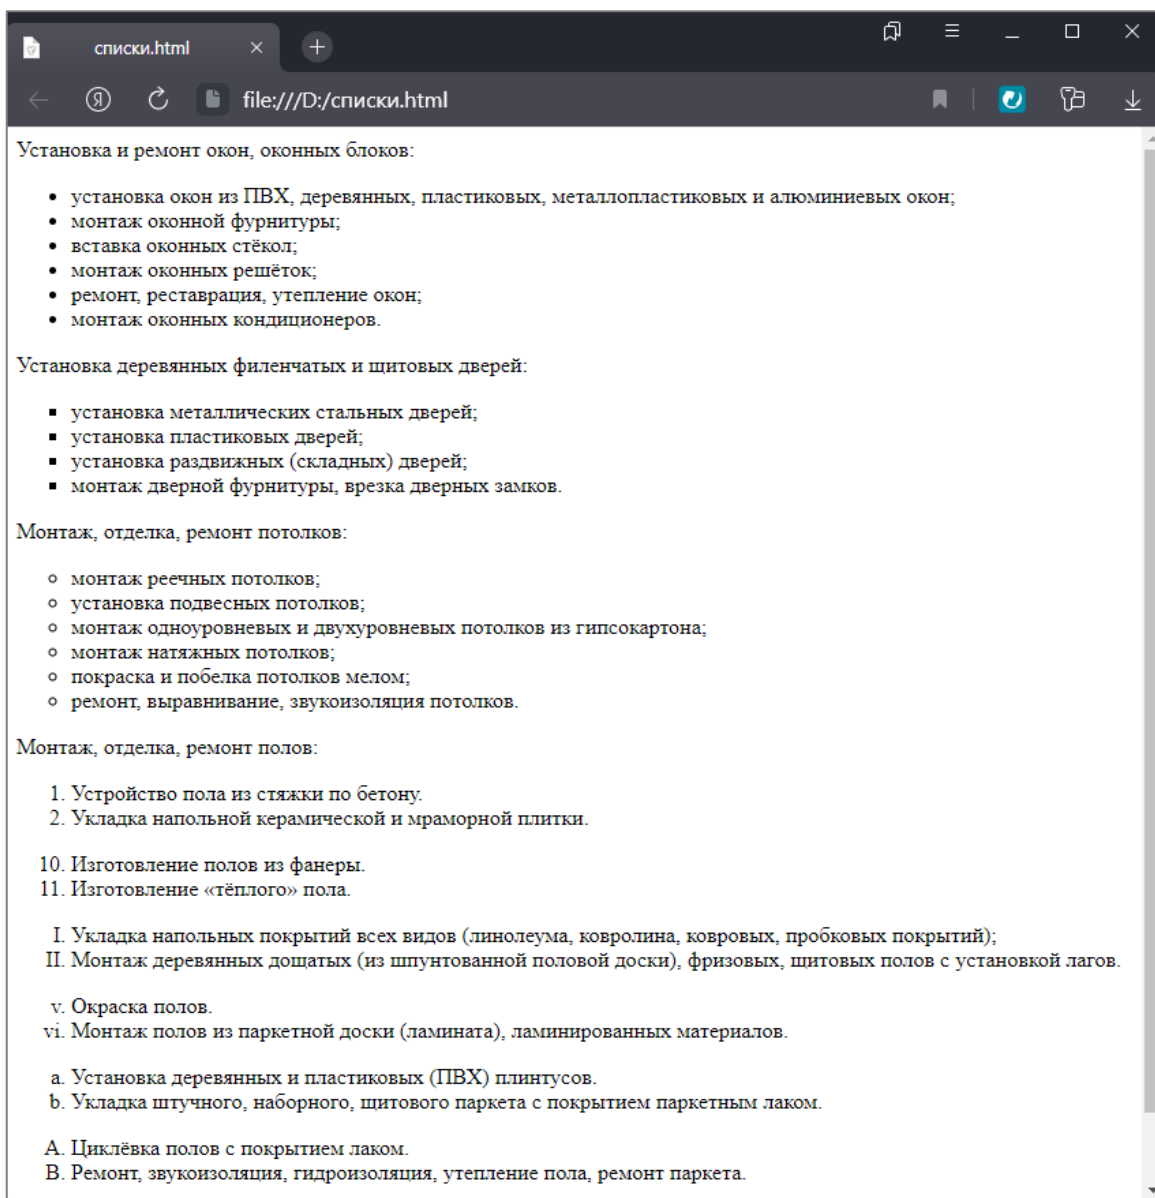 списки.html
file:///D:/списки.html
Установка и ремонт окон, оконных блоков:
• установка окон из ПВХ, деревянных, пластиковых, металлопластиковых и алюминиевых окон;
• монтаж оконной фурнитуры;
• вставка оконных стёкол;
• монтаж оконных решёток;
• ремонт, реставрация, утепление окон;
• монтаж оконных кондиционеров.
Установка деревянных филенчатых и щитовых дверей:
▪ установка металлических стальных дверей;
▪ установка пластиковых дверей;
▪ установка раздвижных (складных) дверей;
▪ монтаж дверной фурнитуры, врезка дверных замков.
Монтаж, отделка, ремонт потолков:
◦ монтаж реечных потолков;
◦ установка подвесных потолков;
◦ монтаж одноуровневых и двухуровневых потолков из гипсокартона;
◦ монтаж натяжных потолков;
◦ покраска и побелка потолков мелом;
◦ ремонт, выравнивание, звукоизоляция потолков.
Монтаж, отделка, ремонт полов:
1. Устройство пола из стяжки по бетону.
2. Укладка напольной керамической и мраморной плитки.
10. Изготовление полов из фанеры.
11. Изготовление «тёплого» пола.
I. Укладка напольных покрытий всех видов (линолеума, ковролина, ковровых, пробковых покрытий);
II. Монтаж деревянных дощатых (из шпунтованной половой доски), фризовых, щитовых полов с установкой лагов.
v. Окраска полов.
vi. Монтаж полов из паркетной доски (ламината), ламинированных материалов.
a. Установка деревянных и пластиковых (ПВХ) плинтусов.
b. Укладка штучного, наборного, щитового паркета с покрытием паркетным лаком.
A. Циклёвка полов с покрытием лаком.
B. Ремонт, звукоизоляция, гидроизоляция, утепление пола, ремонт паркета.